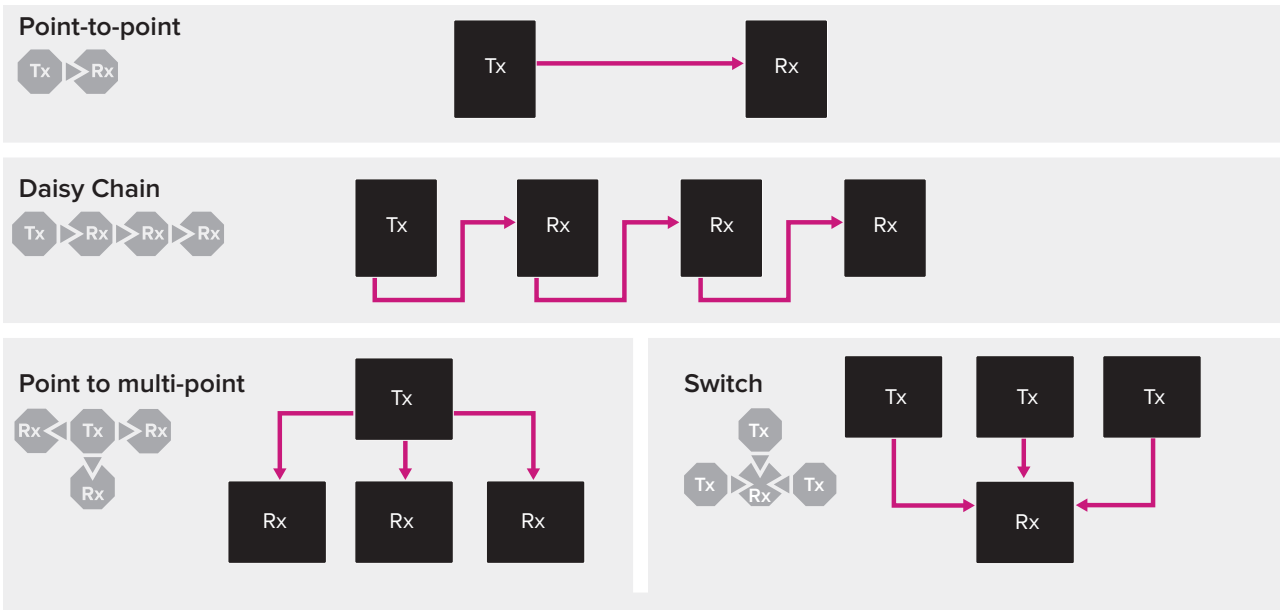 Point-to-point
Tx Rx
Tx Rx
Daisy Chain
Tx Rx Rx Rx
Tx Rx Rx Rx
Point to multi-point
Rx Tx Rx
Rx
Tx
Rx Rx Rx
Switch
Tx
Tx Rx Tx
Tx Tx Tx
Rx